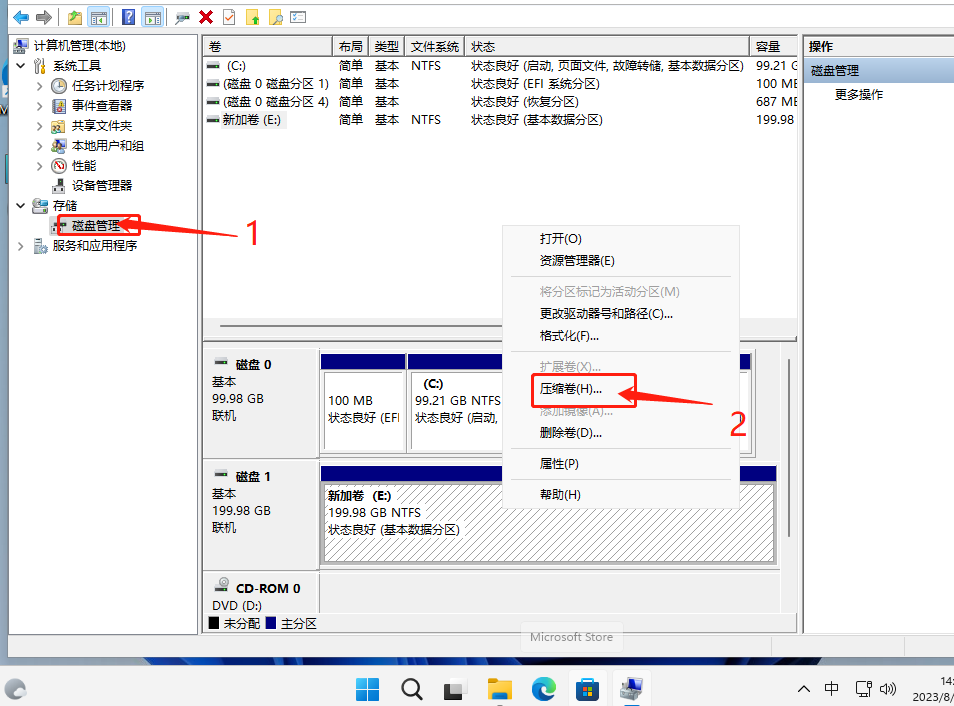 计算机管理(本地)
系统工具
任务计划程序
事件查看器
共享文件夹
本地用户和组
性能
设备管理器
存储
磁盘管理
服务和应用程序
1
卷 布局 类型 文件系统 状态 容量
(C:) 简单 基本 NTFS 状态良好 (启动, 页面文件, 故障转储, 基本数据分区) 99.21 G
(磁盘 0 磁盘分区 1) 简单 基本 状态良好 (EFI 系统分区) 100 ME
(磁盘 0 磁盘分区 4) 简单 基本 状态良好 (恢复分区) 687 ME
新加卷 (E:) 简单 基本 NTFS 状态良好 (基本数据分区) 199.98
操作
磁盘管理
更多操作
打开(O)
资源管理器(E)
将分区标记为活动分区(M)
更改驱动器号和路径(C)...
格式化(F)...
扩展卷(X)...
压缩卷(H)...
添加镜像(A)...
删除卷(D)...
属性(P)
帮助(H)
2
磁盘 0
基本
99.98 GB
联机
100 MB
状态良好 (EFI
(C:)
99.21 GB NTFS
状态良好 (启动,
磁盘 1
基本
199.98 GB
联机
新加卷 (E:)
199.98 GB NTFS
状态良好 (基本数据分区)
CD-ROM 0
DVD (D:)
未分配 主分区
Microsoft Store
中
14:
2023/8/